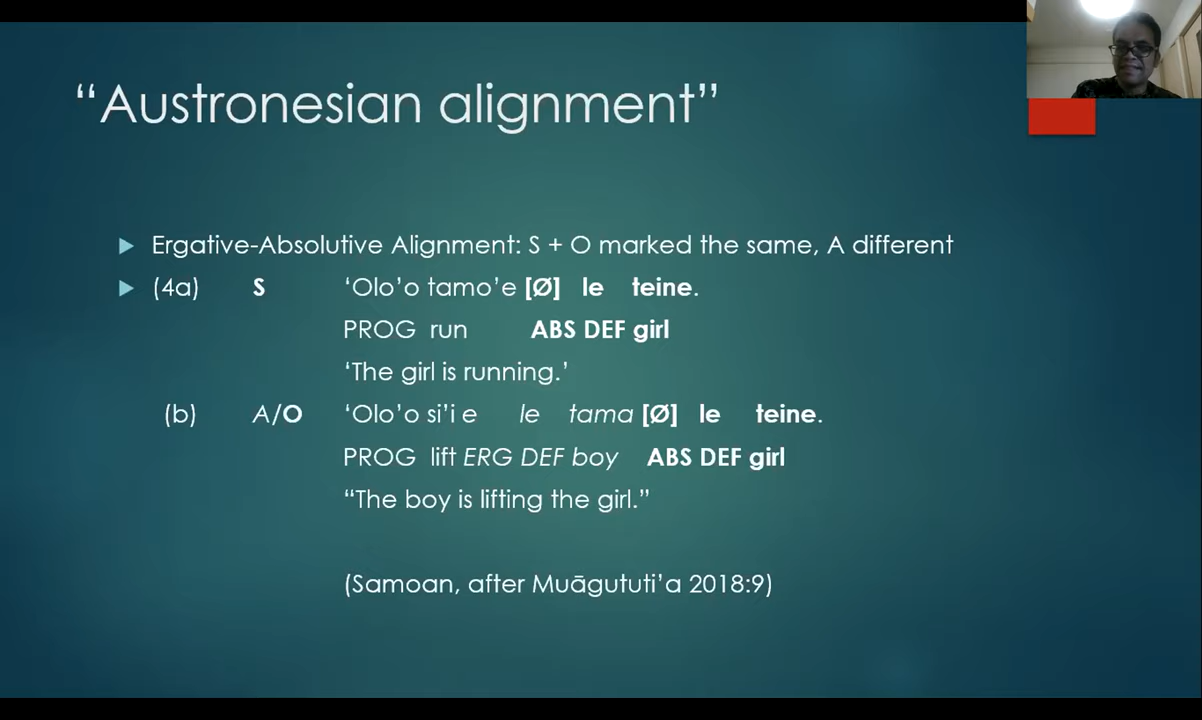 “Austronesian alignment”
Ergative-Absolutive Alignment: S + O marked the same, A different
(4a) S ‘Olo’o tamo’e [Ø] le teine.
PROG run ABS DEF girl
‘The girl is running.’
(b) A/O ‘Olo’o si’i e le tama [Ø] le teine.
PROG lift ERG DEF boy ABS DEF girl
“The boy is lifting the girl.”
(Samoan, after Muāgututi’a 2018:9)